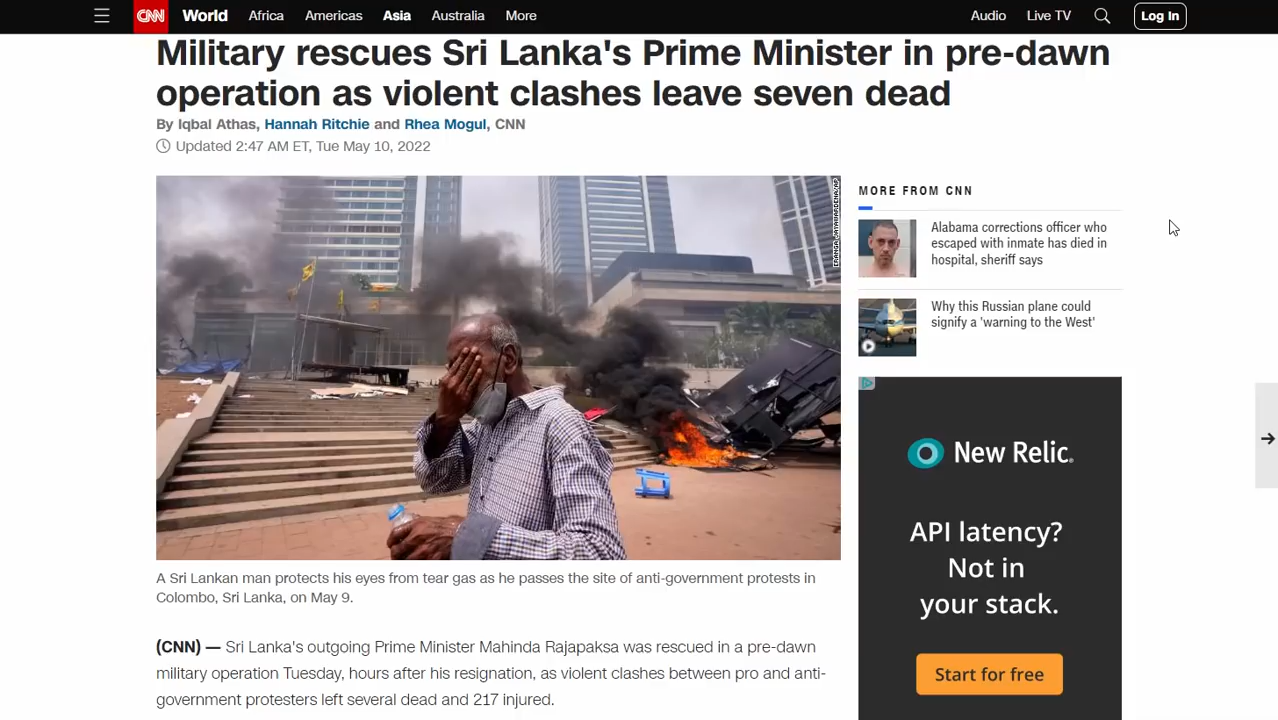 CNN World Africa Americas Asia Australia More Audio Live TV Log In
Military rescues Sri Lanka's Prime Minister in pre-dawn
operation as violent clashes leave seven dead
By Iqbal Athas, Hannah Ritchie and Rhea Mogul, CNN
Updated 2:47 AM ET, Tue May 10, 2022
ERANGA JAYAWARDENA/AP
A Sri Lankan man protects his eyes from tear gas as he passes the site of anti-government protests in
Colombo, Sri Lanka, on May 9.
(CNN) — Sri Lanka's outgoing Prime Minister Mahinda Rajapaksa was rescued in a pre-dawn
military operation Tuesday, hours after his resignation, as violent clashes between pro and anti-
government protesters left several dead and 217 injured.
MORE FROM CNN
Alabama corrections officer who
escaped with inmate has died in
hospital, sheriff says
Why this Russian plane could
signify a 'warning to the West'
New Relic®
API latency?
Not in
your stack.
Start for free